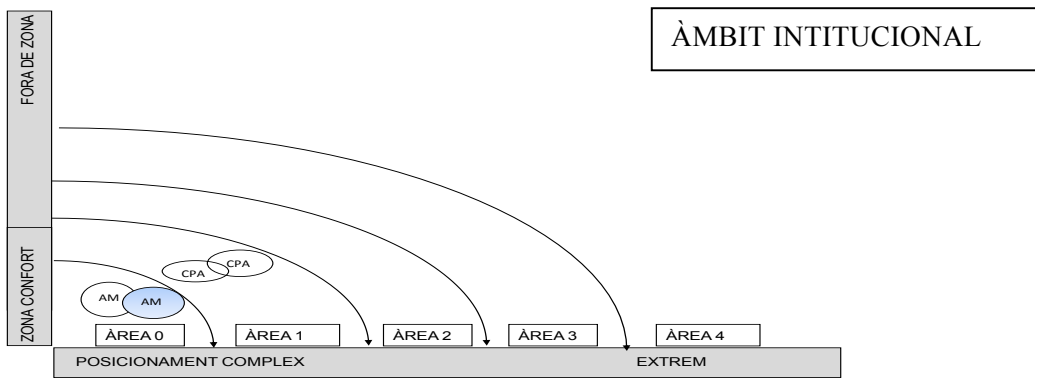 ÀMBIT INTITUCIONAL
FORA DE ZONA
ZONA CONFORT
CPA
CPA
AM
AM
ÀREA 0
ÀREA 1
ÀREA 2
ÀREA 3
ÀREA 4
POSICIONAMENT COMPLEX
EXTREM